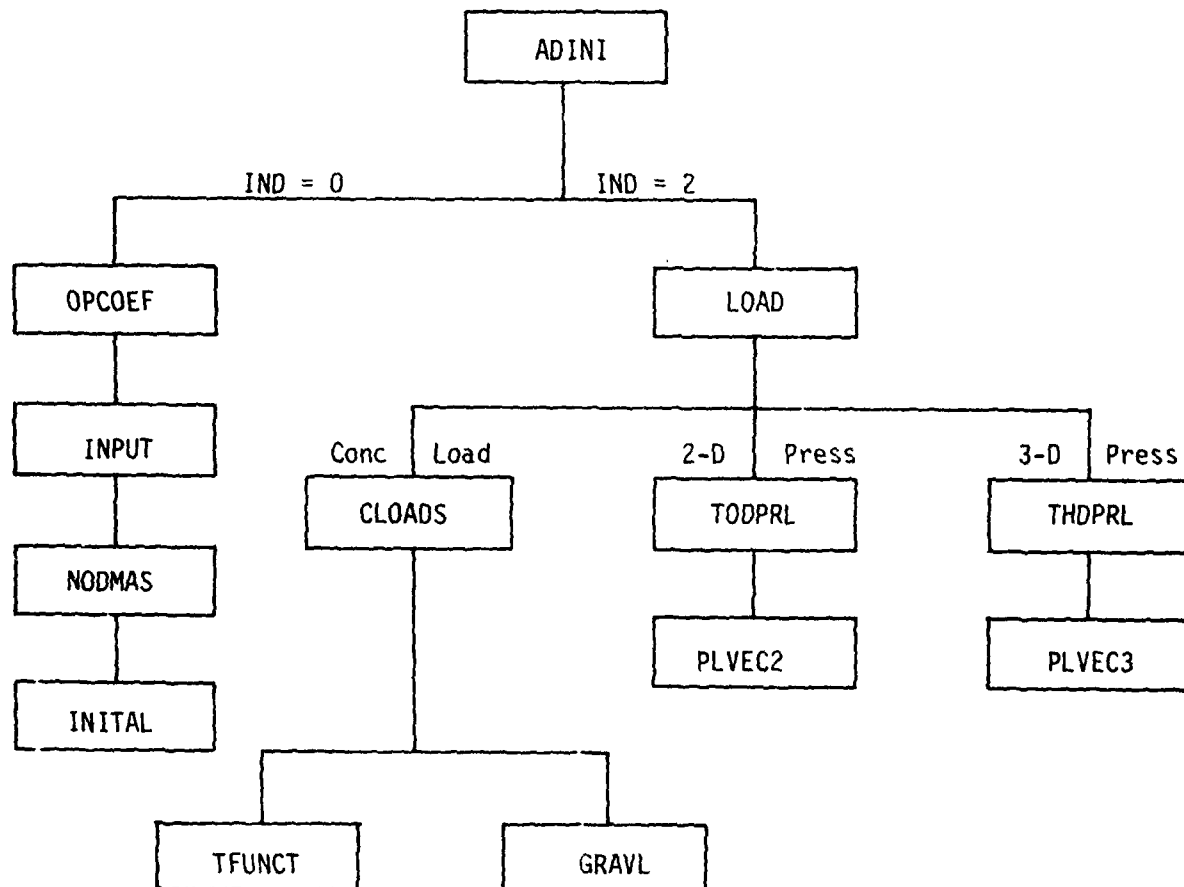 ADINI
IND = 0
IND = 2
OPCOEF
LOAD
INPUT
Conc Load
2-D Press
3-D Press
CLOADS
TODPRL
THDPRL
NODMAS
PLVEC2
PLVEC3
INITAL
TFUNCT
GRAVL